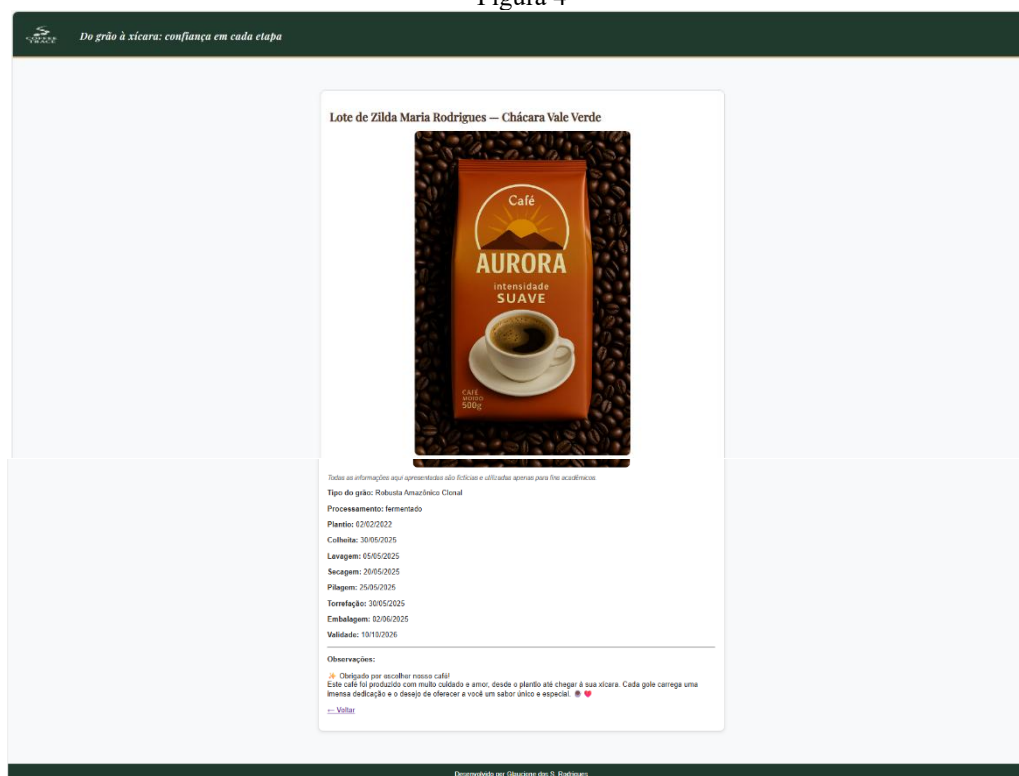 Figura 4
COFFEE
TRACE
Do grão à xícara: confiança em cada etapa
Lote de Zilda Maria Rodrigues — Chácara Vale Verde
Café
AURORA
intensidade
SUAVE
CAFÉ
MOÍDO
500g
Todas as informações aqui apresentadas são fictícias e utilizadas apenas para fins acadêmicos.
Tipo do grão: Robusta Amazônico Clonal
Processamento: fermentado
Plantio: 02/02/2022
Colheita: 30/05/2025
Lavagem: 05/05/2025
Secagem: 20/05/2025
Pilagem: 25/05/2025
Torrefação: 30/05/2025
Embalagem: 02/06/2025
Validade: 10/10/2026
Observações:
✨ Obrigado por escolher nosso café!
Este café foi produzido com muito cuidado e amor, desde o plantio até chegar à sua xícara. Cada gole carrega uma
imensa dedicação e o desejo de oferecer a você um sabor único e especial.
← Voltar
Desenvolvido por Glauciene dos S. Rodrigues